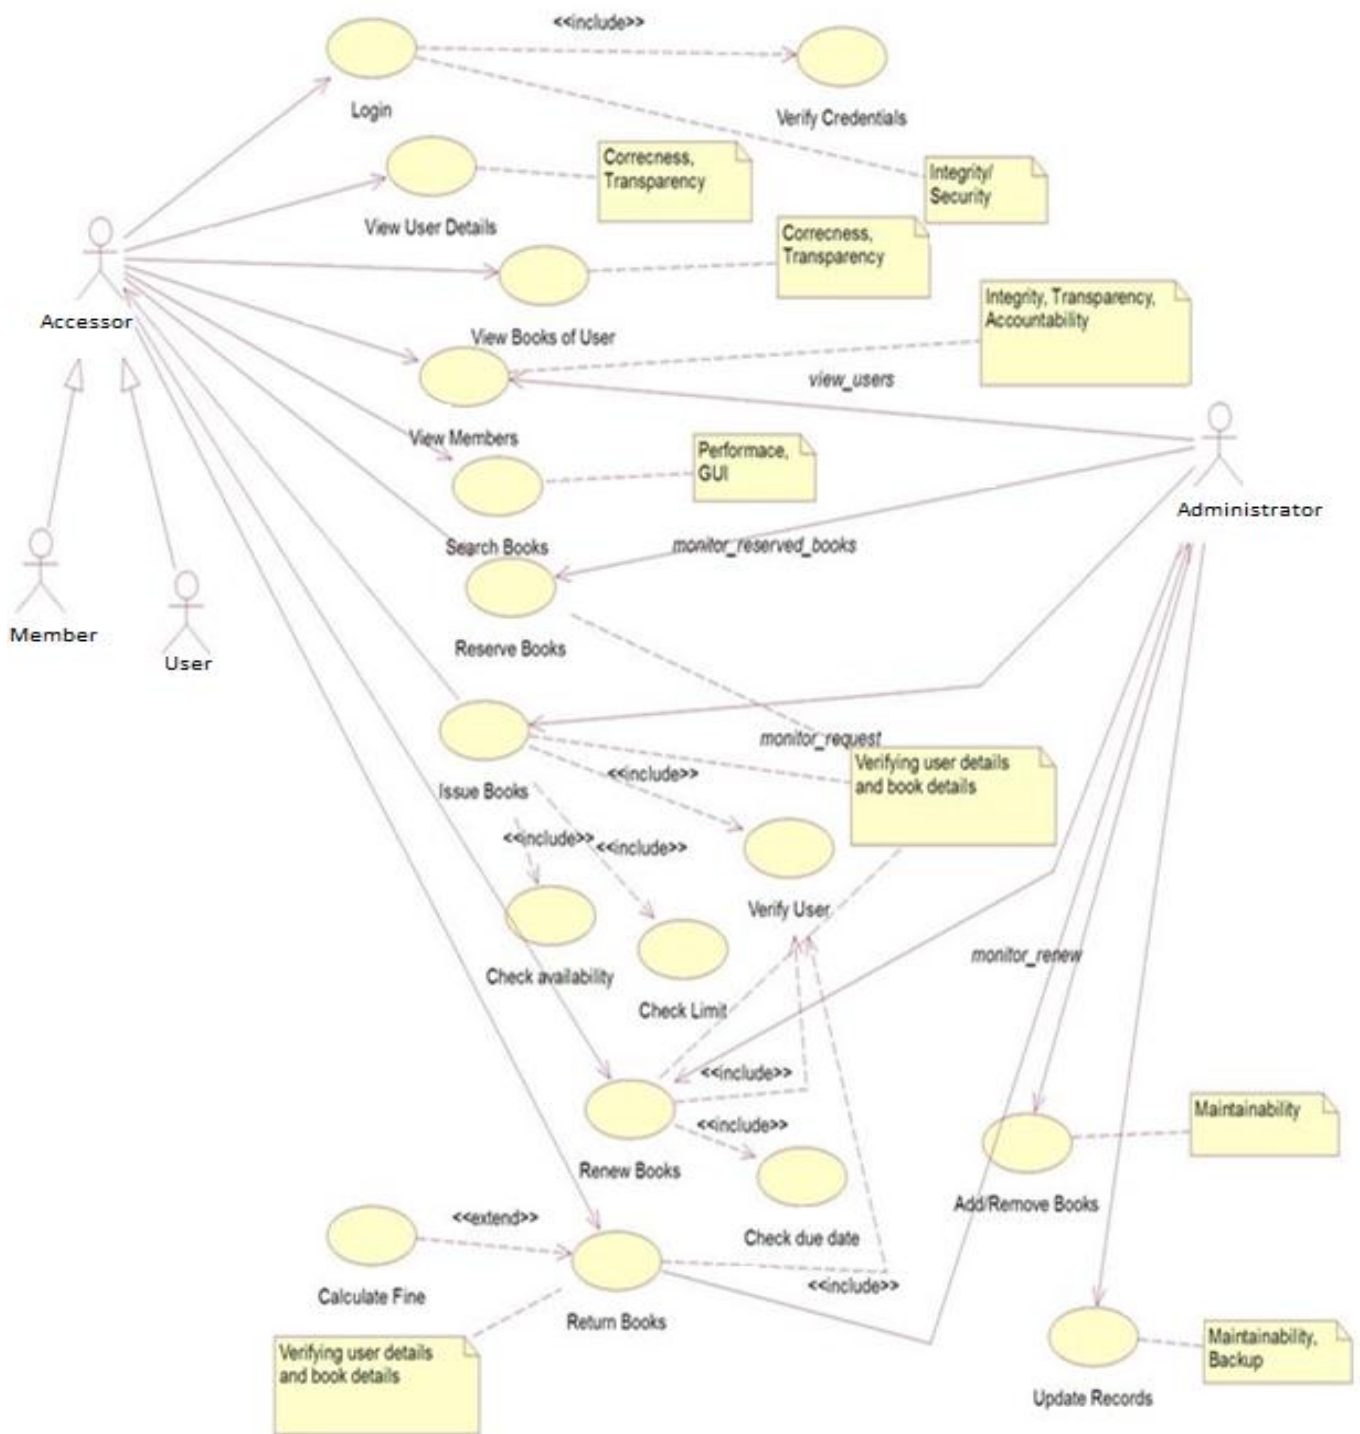 <<include>>
Login
Verify Credentials
Correcness,
Transparency
Integrity/
Security
View User Details
Correcness,
Transparency
Accessor
Integrity, Transparency,
Accountability
View Books of User
view_users
View Members
Performace,
GUI
Administrator
Search Books
monitor_reserved_books
Member
Reserve Books
User
monitor_request
Verifying user details
and book details
<<include>>
Issue Books
<<include>>
<<include>>
Verify User
monitor_renew
Check availability
Check Limit
<<include>>
Maintainability
<<include>>
Renew Books
Add/Remove Books
<<extend>>
Check due date
<<include>>
Calculate Fine
Return Books
Verifying user details
and book details
Maintainability,
Backup
Update Records